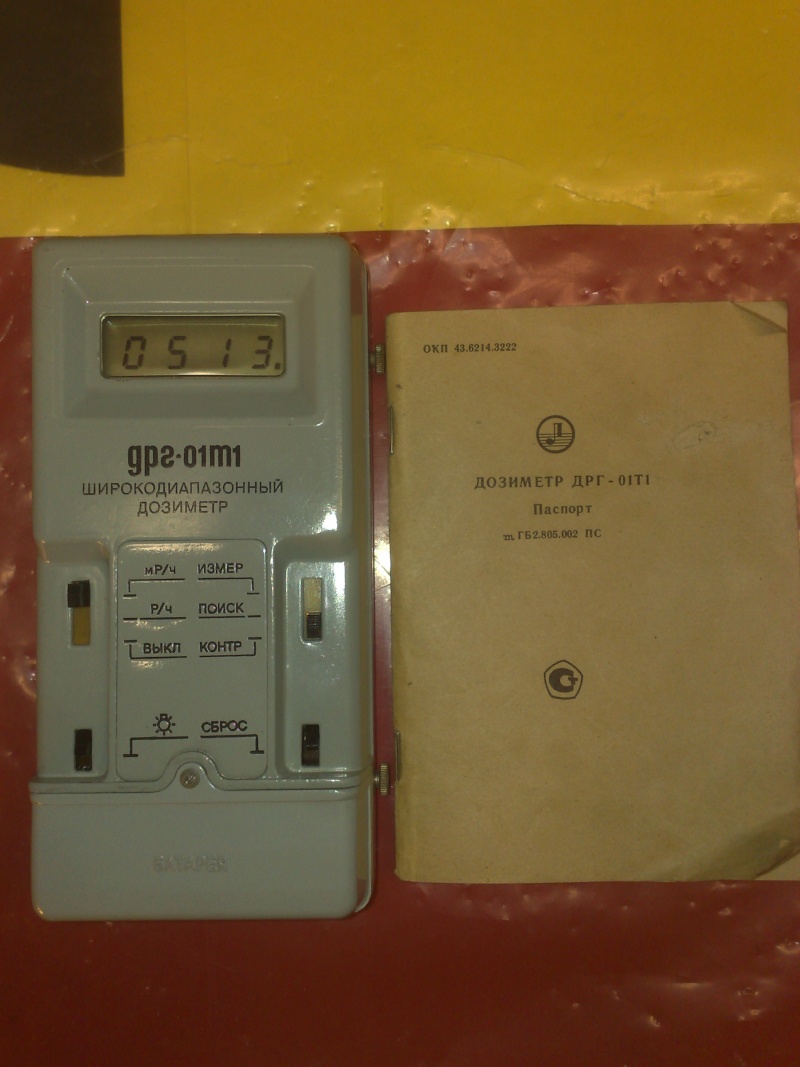 0513.
дрг·01т1
ШИРОКОДИАПАЗОННЫЙ
ДОЗИМЕТР
мР/ч ИЗМЕР
Р/ч ПОИСК
ВЫКЛ КОНТР
СБРОС
БАТАРЕЯ
ОКП 43.6214.3222
ДОЗИМЕТР ДРГ-01Т1
Паспорт
ГБ2.805.002 ПС